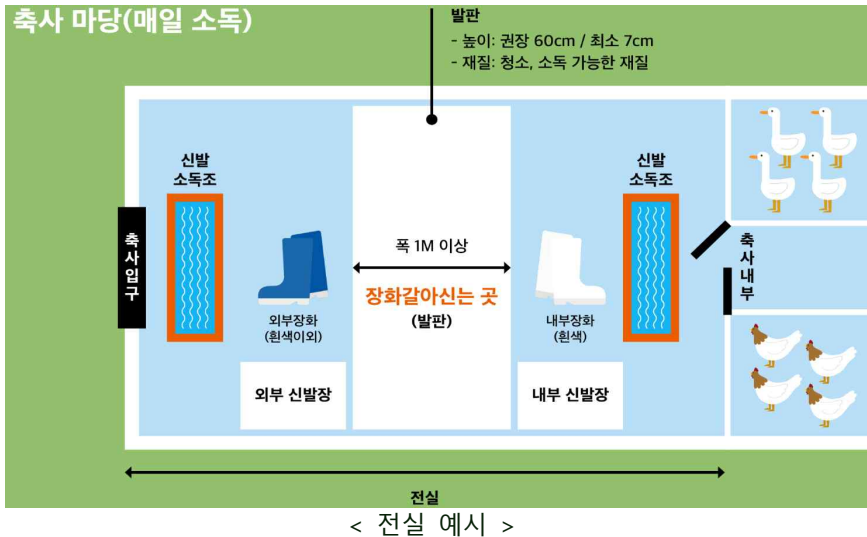 축사 마당(매일 소독)
발판
- 높이: 권장 60cm / 최소 7cm
- 재질: 청소, 소독 가능한 재질
신발
소독조
신발
소독조
축사입구
폭 1M 이상
장화갈아신는 곳
(발판)
외부장화
(흰색이외)
내부장화
(흰색)
축사내부
외부 신발장
내부 신발장
전실
< 전실 예시 >